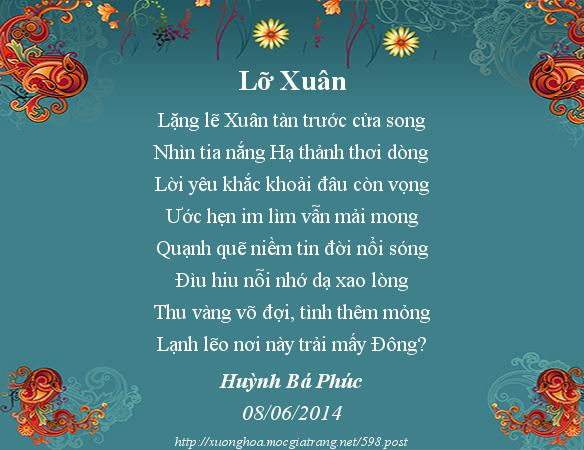 Lỡ Xuân
Lặng lẽ Xuân tàn trước cửa song
Nhìn tia nắng Hạ thảnh thơi dòng
Lời yêu khắc khoải đâu còn vọng
Ước hẹn im lìm vẫn mải mong
Quạnh quẽ niềm tin đời nổi sóng
Đìu hiu nỗi nhớ dạ xao lòng
Thu vàng võ đợi, tình thêm mỏng
Lạnh lẽo nơi này trải mấy Đông?
Huỳnh Bá Phúc
08/06/2014
http://xuonghoa.mocgiatrang.net/598.post